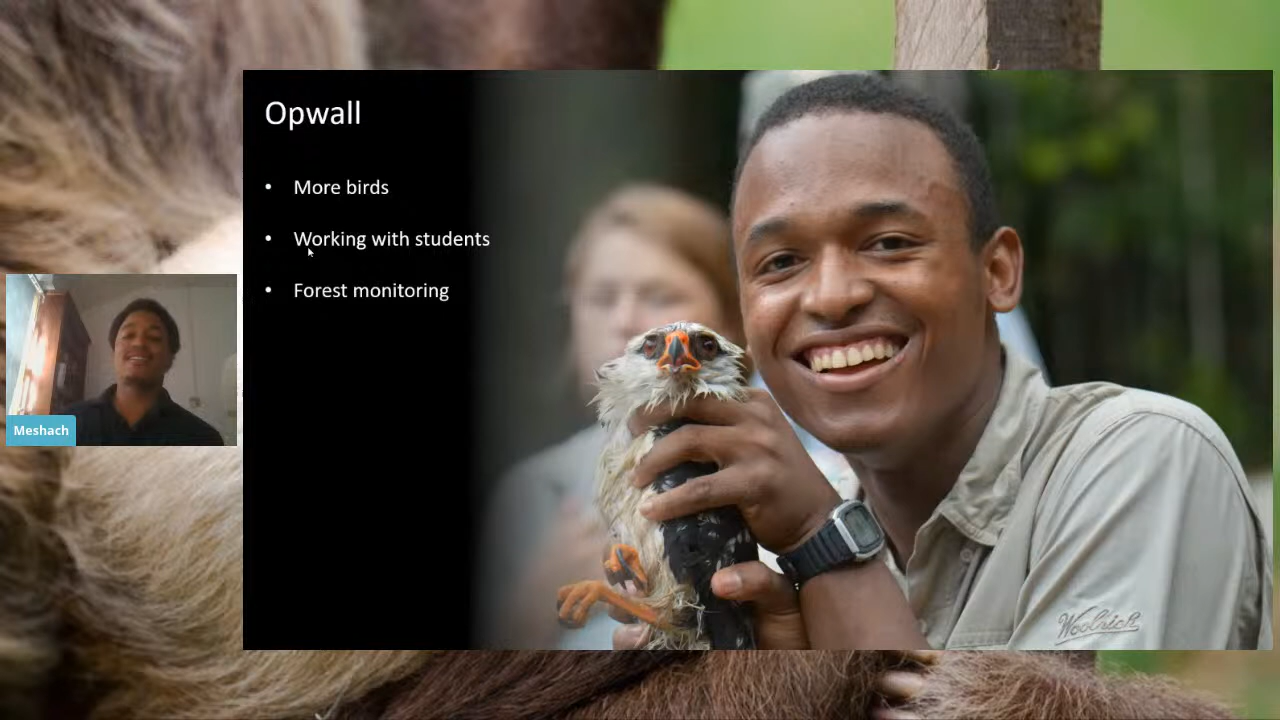 Opwall
• More birds
• Working with students
• Forest monitoring
Meshach
Woolrich